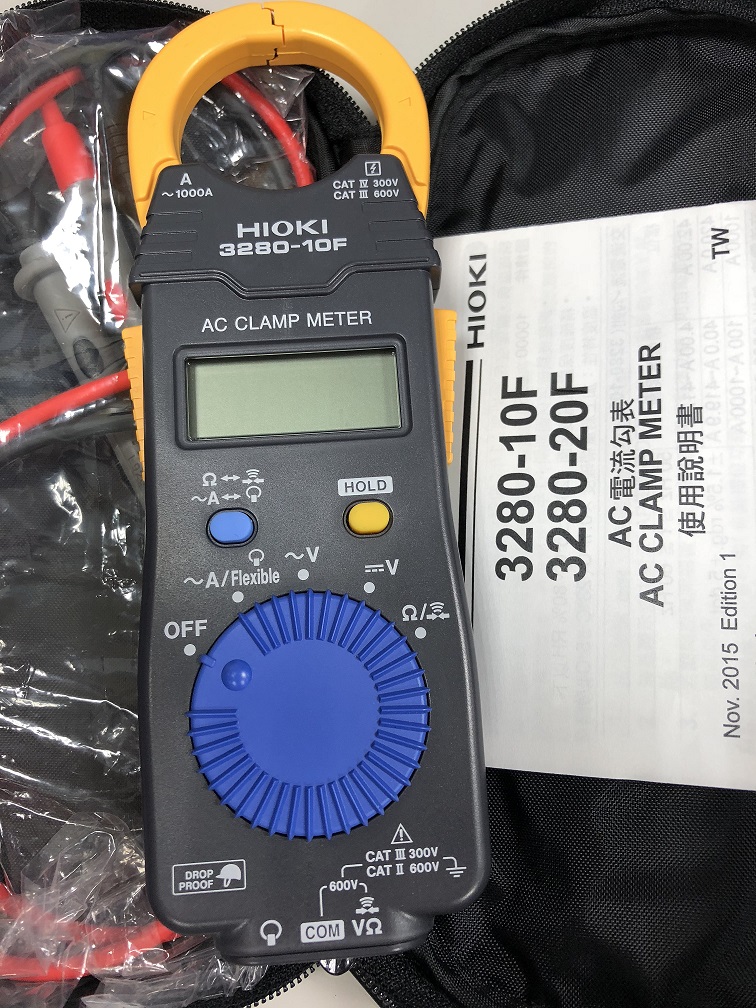 A
～1000A
CAT IV 300V
CAT III 600V
HIOKI
3280-10F
AC CLAMP METER
Ω
～A
HOLD
～A/Flexible
～V
V
Ω/
OFF
DROP
PROOF
CAT III 300V
CAT II 600V
600V
COM
VΩ
HIOKI
TW
3280-10F
3280-20F
AC 電流勾表
AC CLAMP METER
使用說明書
Nov. 2015 Edition 1